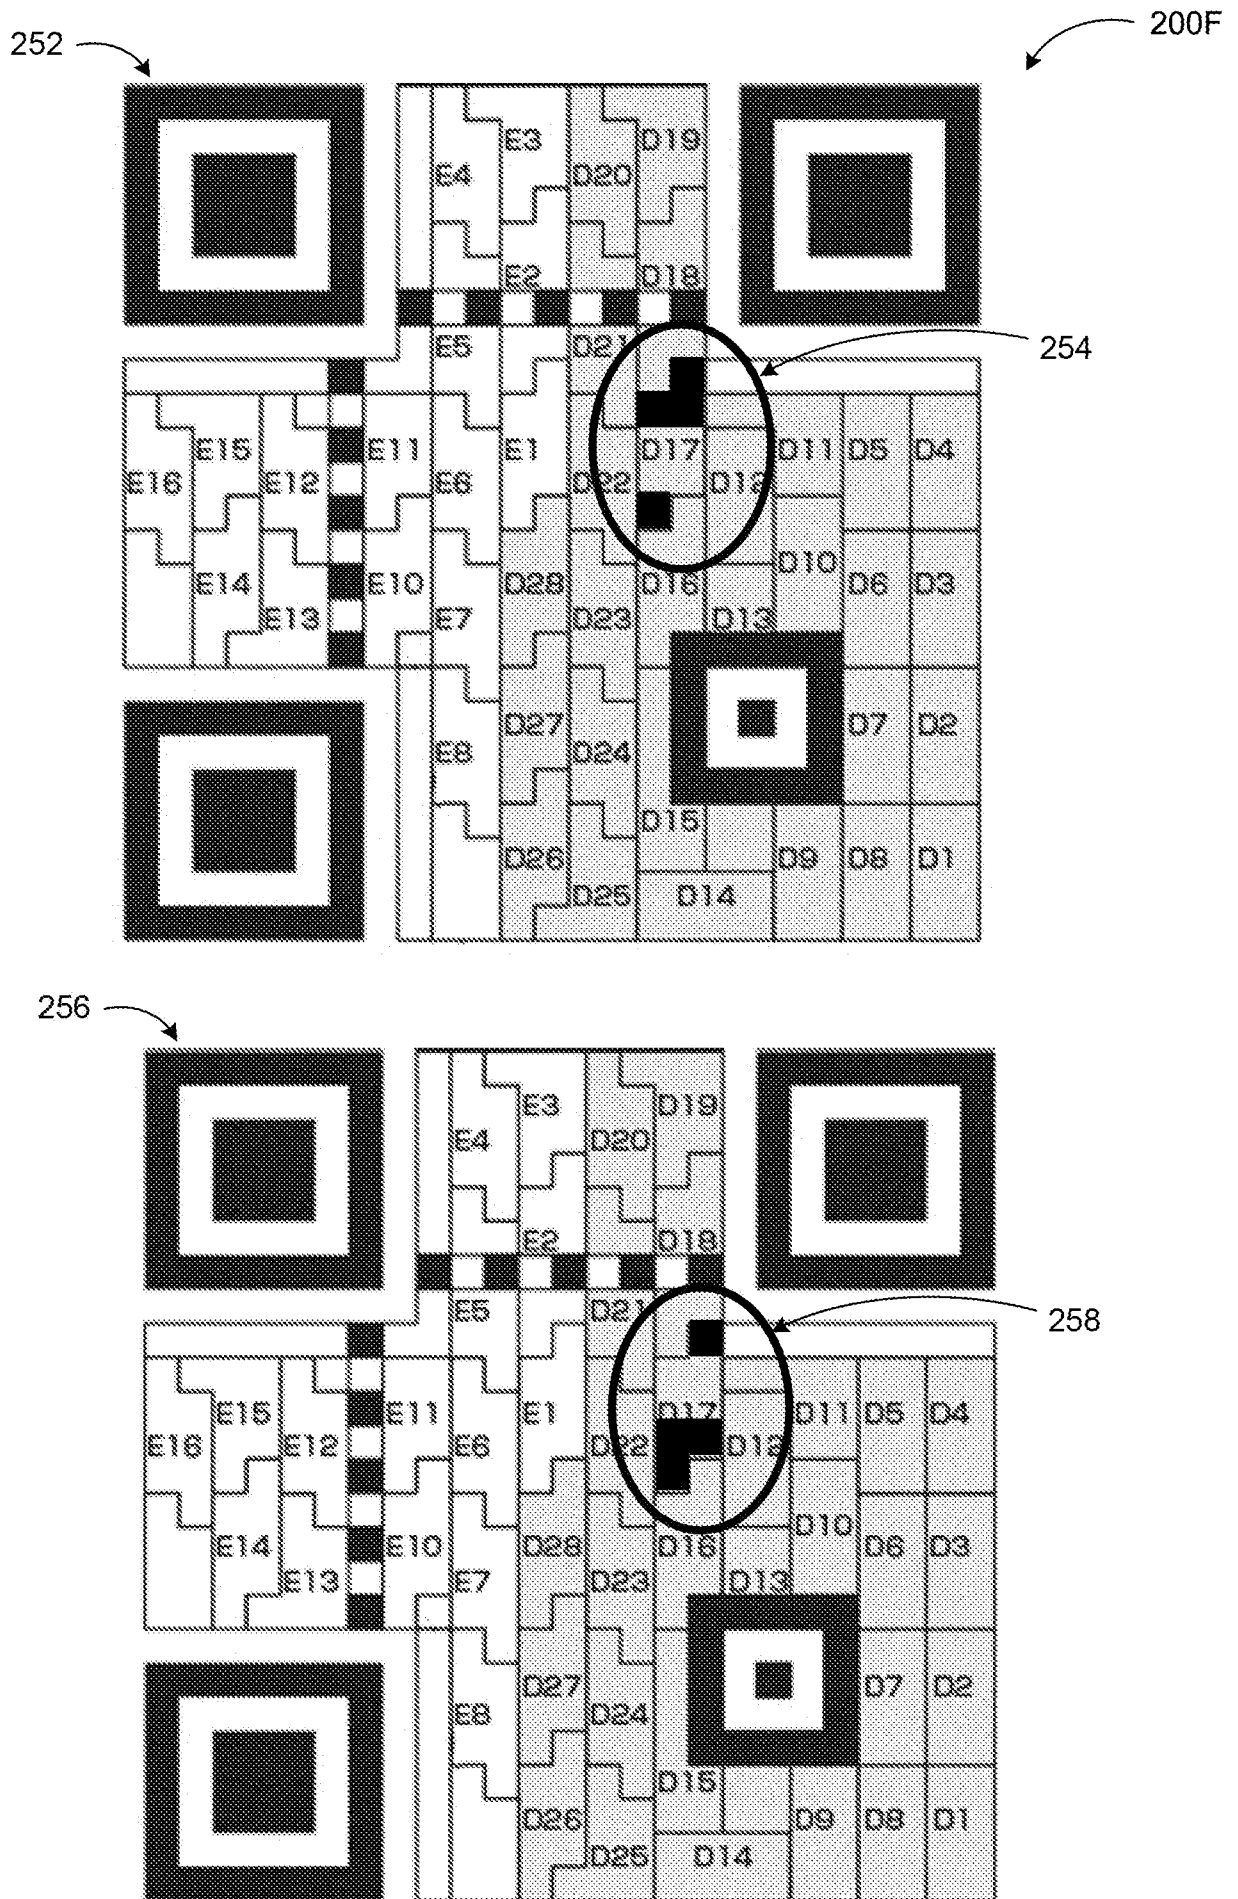 200F
252
E3 D19
E4 D20
E2 D18
E5 D21
254
E15 E11 E1 D17 D11 D5 D4
E16 E12 E6 D22 D12
E14 E10 D28 D16 D10 D6 D3
E13 E7 D23 D13
D27 D7 D2
E8 D24
D15
D26 D9 D8 D1
D25 D14
256
E3 D19
E4 D20
E2 D18
E5 D21
258
E15 E11 E1 D17 D11 D5 D4
E16 E12 E6 D22 D12
E14 E10 D28 D16 D10 D6 D3
E13 E7 D23 D13
D27 D7 D2
E8 D24
D15
D26 D9 D8 D1
D25 D14